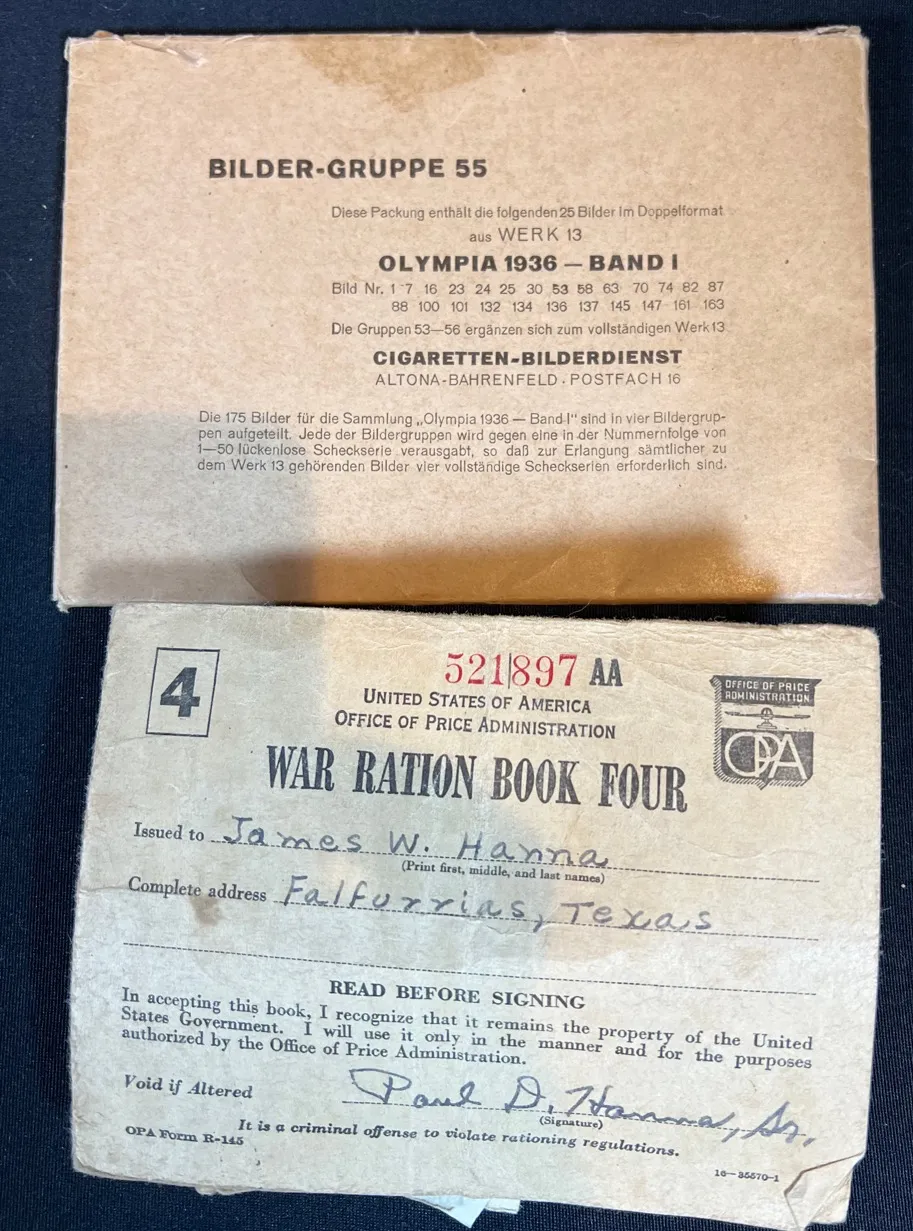 BILDER-GRUPPE 55
Diese Packung enthält die folgenden 25 Bilder im Doppelformat
aus WERK 13
OLYMPIA 1936 — BAND I
Bild Nr. 1 7 16 23 24 25 30 53 58 63 70 74 82 87
88 100 101 132 134 136 137 145 147 161 163
Die Gruppen 53—56 ergänzen sich zum vollständigen Werk 13
CIGARETTEN-BILDERDIENST
ALTONA-BAHRENFELD · POSTFACH 16
Die 175 Bilder für die Sammlung „Olympia 1936 — Band I" sind in vier Bildergrup-
pen aufgeteilt. Jede der Bildergruppen wird gegen eine in der Nummernfolge von
1—50 lückenlose Scheckserie verausgabt, so daß zur Erlangung sämtlicher zu
dem Werk 13 gehörenden Bilder vier vollständige Scheckserien erforderlich sind.
4
521|897 AA
UNITED STATES OF AMERICA
OFFICE OF PRICE ADMINISTRATION
OFFICE OF PRICE
ADMINISTRATION
OPA
WAR RATION BOOK FOUR
Issued to James W. Hanna
(Print first, middle, and last names)
Complete address Falfurrias, Texas
READ BEFORE SIGNING
In accepting this book, I recognize that it remains the property of the United
States Government. I will use it only in the manner and for the purposes
authorized by the Office of Price Administration.
Void if Altered Paul D. Hanna, Sr.
(Signature)
It is a criminal offense to violate rationing regulations.
OPA Form R-145
16—35570-1